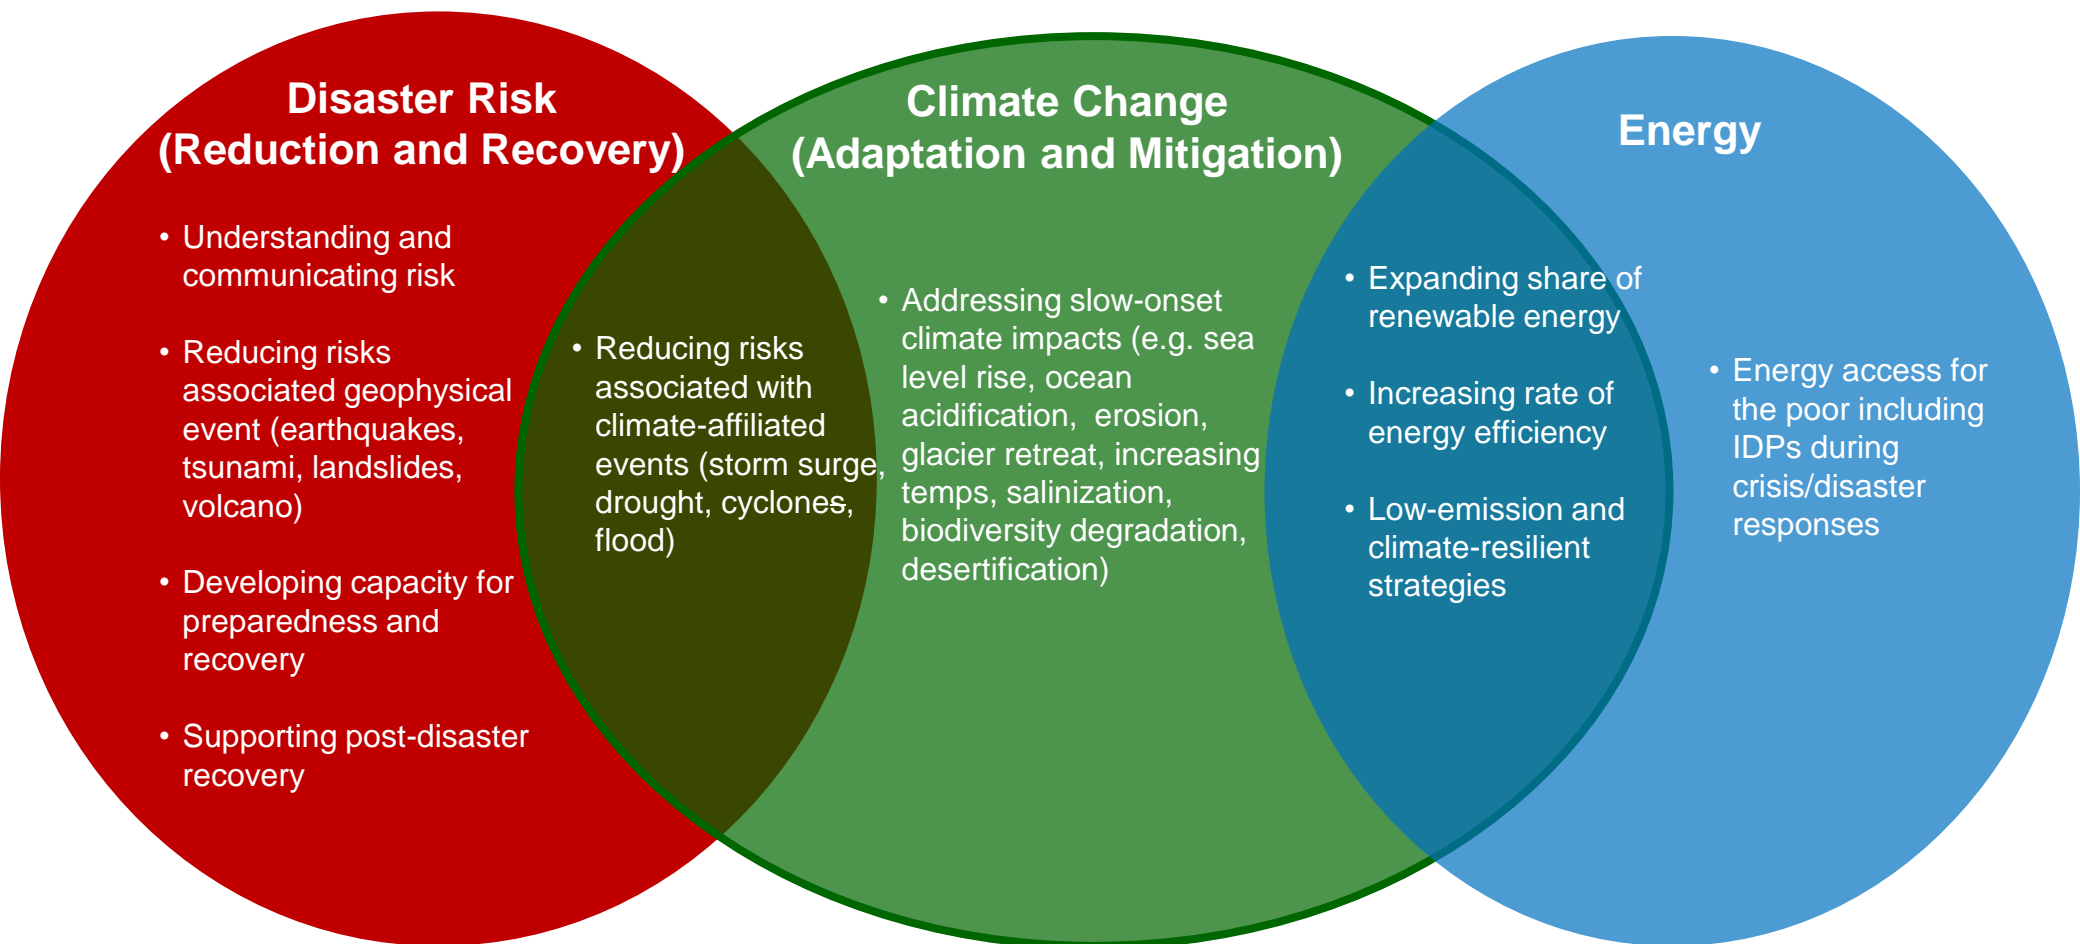 Disaster Risk
(Reduction and Recovery)
• Understanding and
communicating risk
• Reducing risks
associated geophysical
event (earthquakes,
tsunami, landslides,
volcano)
• Developing capacity for
preparedness and
recovery
• Supporting post-disaster
recovery
• Reducing risks
associated with
climate-affiliated
events (storm surge,
drought, cyclones,
flood)
Climate Change
(Adaptation and Mitigation)
• Addressing slow-onset
climate impacts (e.g. sea
level rise, ocean
acidification, erosion,
glacier retreat, increasing
temps, salinization,
biodiversity degradation,
desertification)
• Expanding share of
renewable energy
• Increasing rate of
energy efficiency
• Low-emission and
climate-resilient
strategies
Energy
• Energy access for
the poor including
IDPs during
crisis/disaster
responses